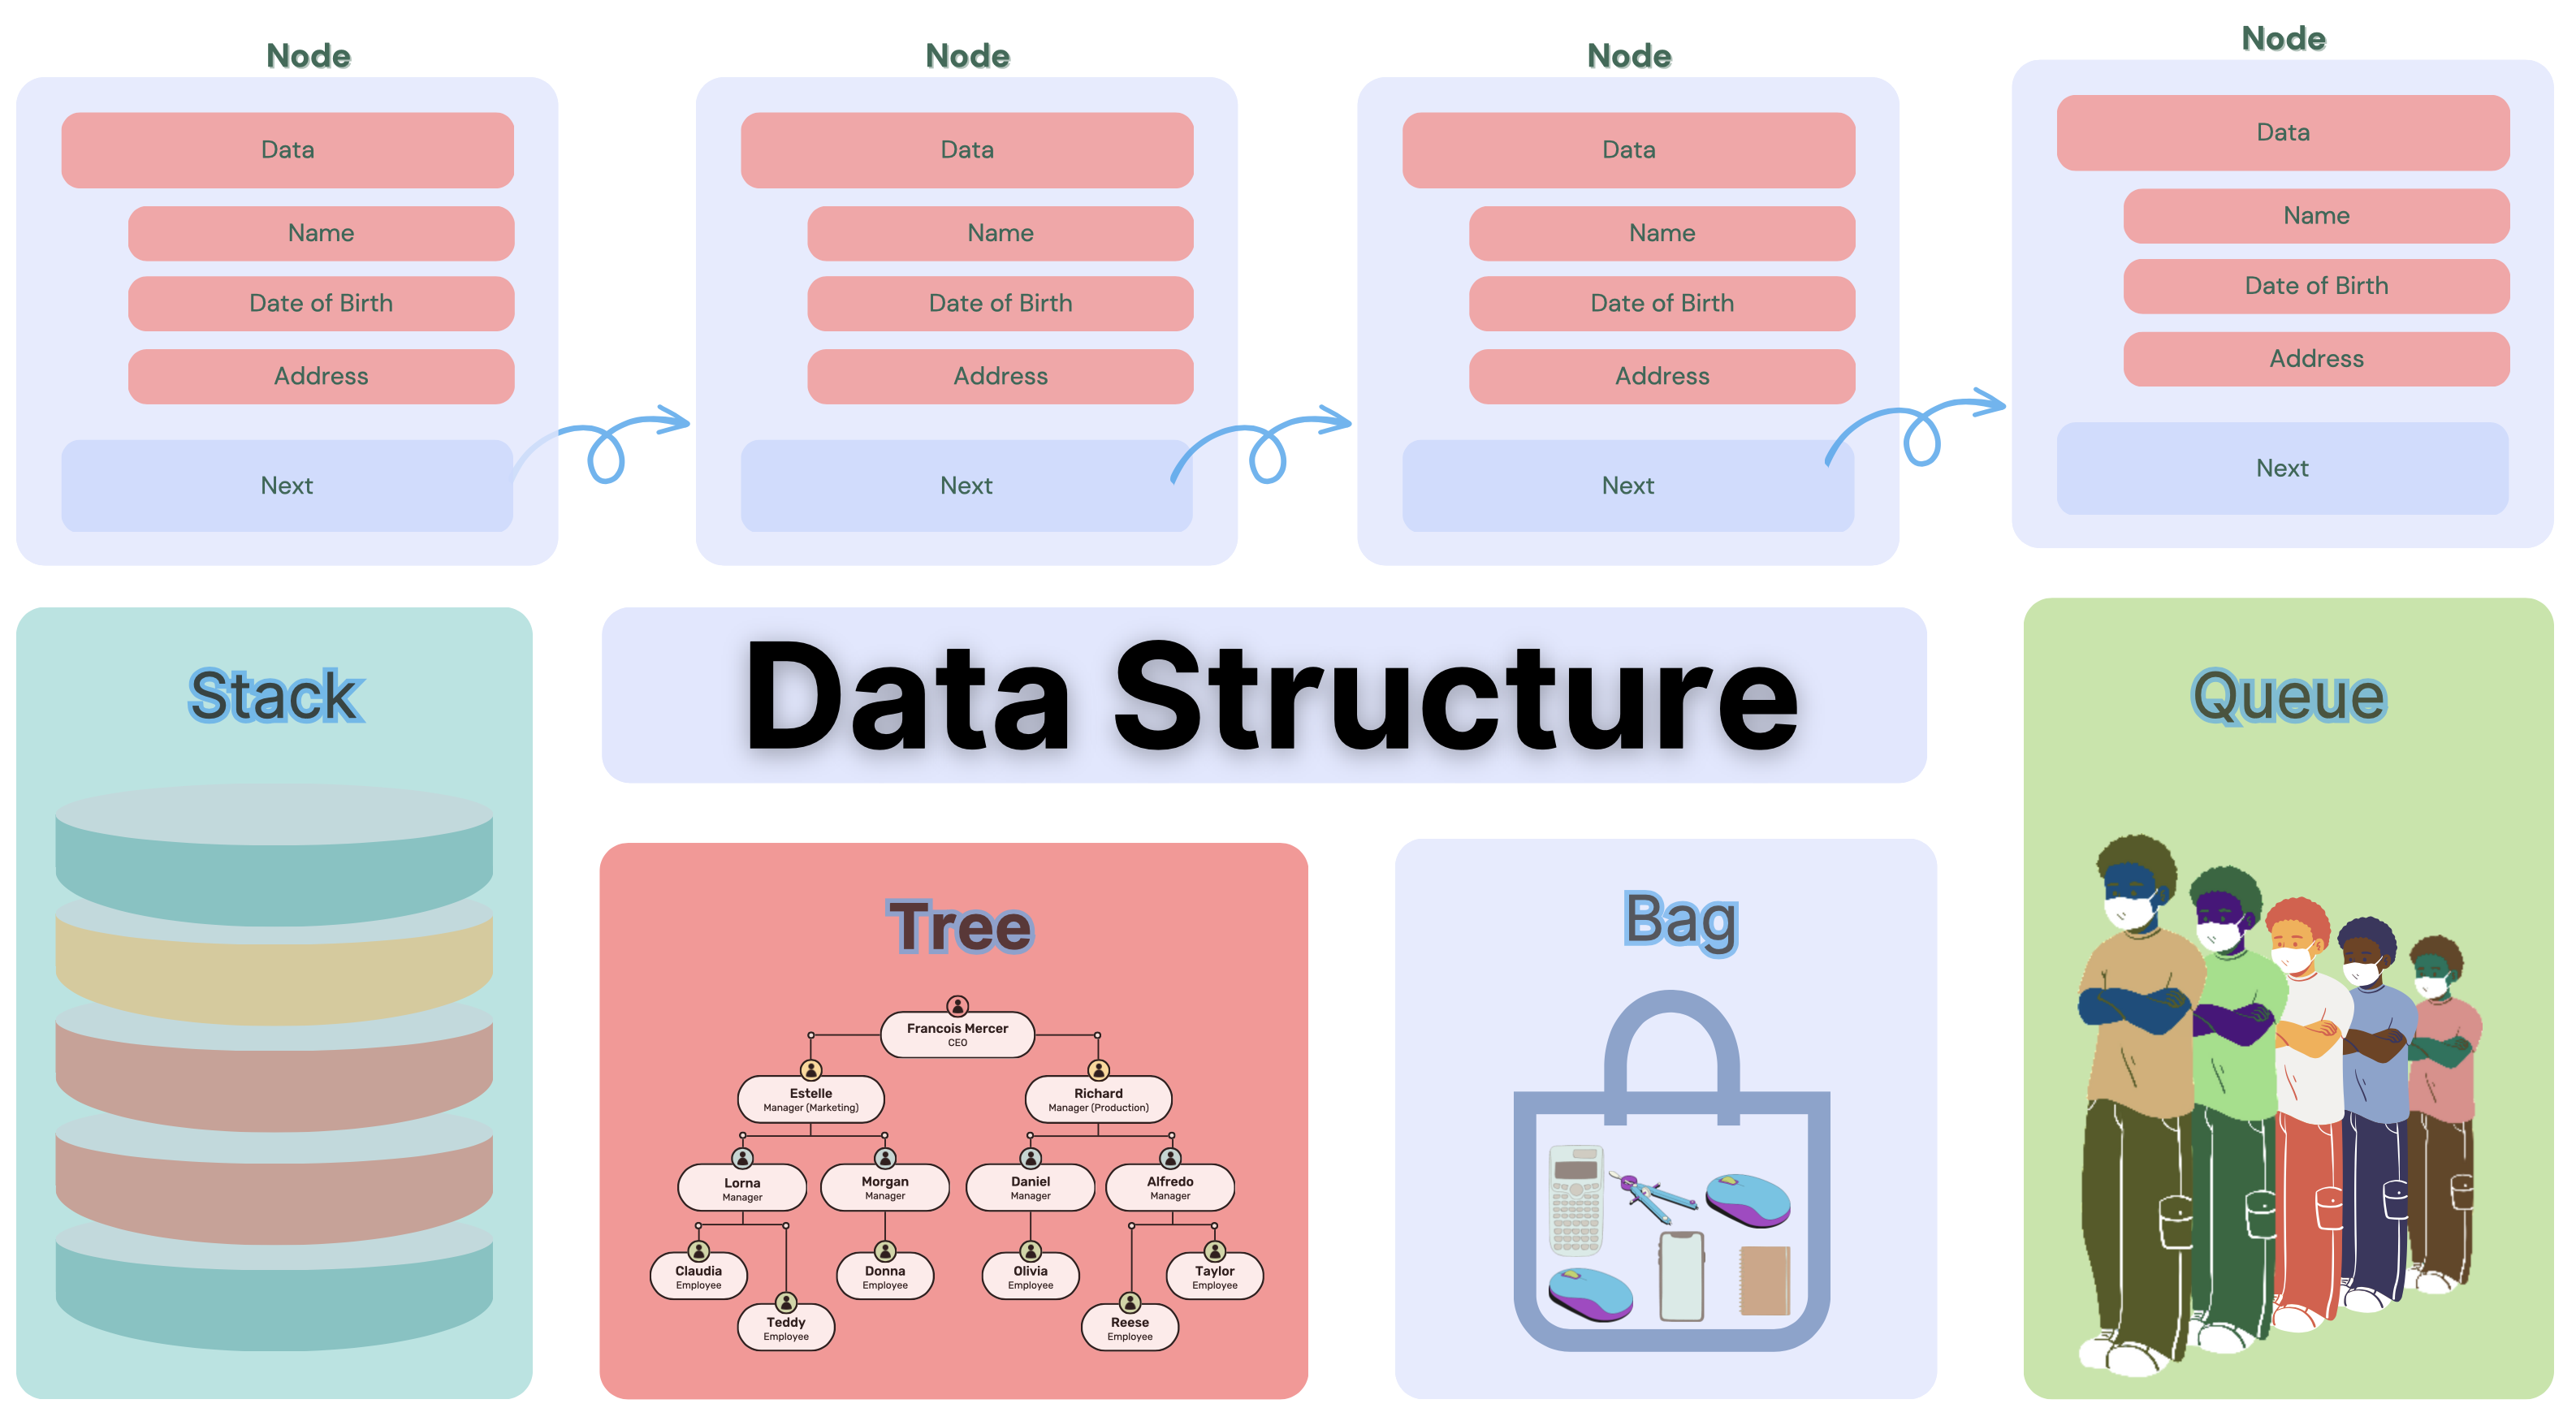 Node
Data
Name
Date of Birth
Address
Next
Node
Data
Name
Date of Birth
Address
Next
Node
Data
Name
Date of Birth
Address
Next
Node
Data
Name
Date of Birth
Address
Next
Stack
Data Structure
Tree
Francois Mercer
CEO
Estelle
Manager (Marketing)
Richard
Manager (Production)
Lorna
Manager
Morgan
Manager
Daniel
Manager
Alfredo
Manager
Claudia
Employee
Donna
Employee
Olivia
Employee
Taylor
Employee
Teddy
Employee
Reese
Employee
Bag
Queue